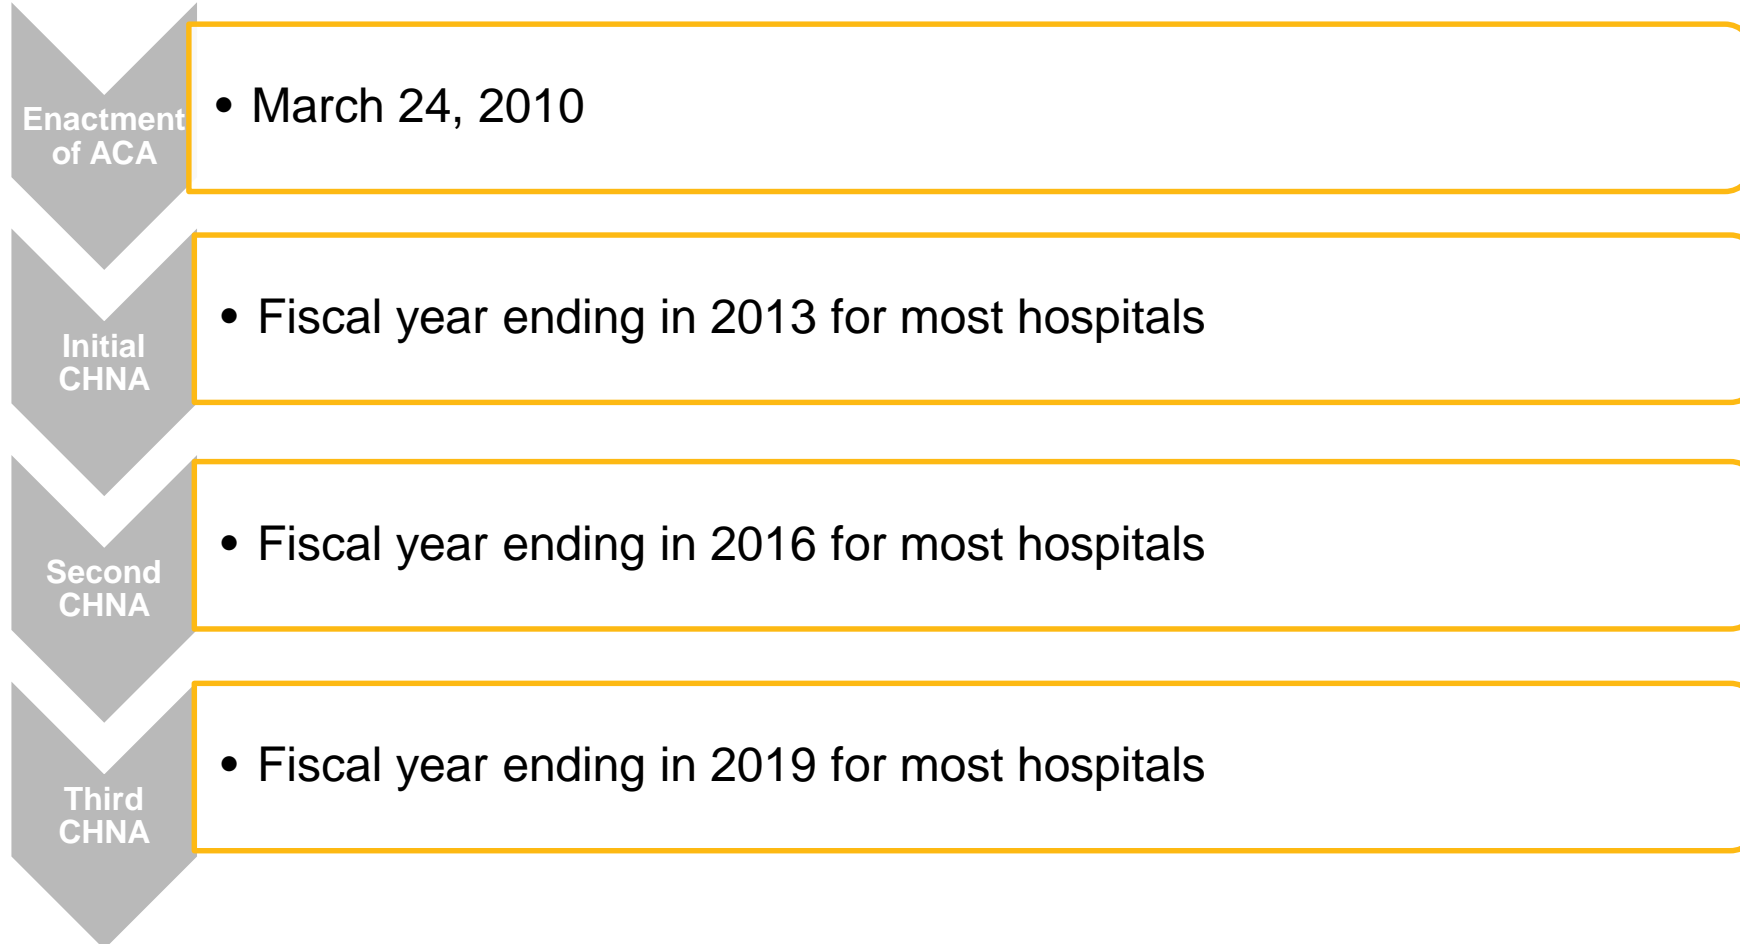 Enactment
of ACA
• March 24, 2010
Initial
CHNA
• Fiscal year ending in 2013 for most hospitals
Second
CHNA
• Fiscal year ending in 2016 for most hospitals
Third
CHNA
• Fiscal year ending in 2019 for most hospitals